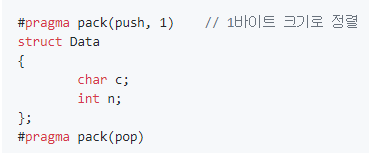 #pragma pack(push, 1)    // 1바이트 크기로 정렬
struct Data
{
        char c;
        int n;
};
#pragma pack(pop)